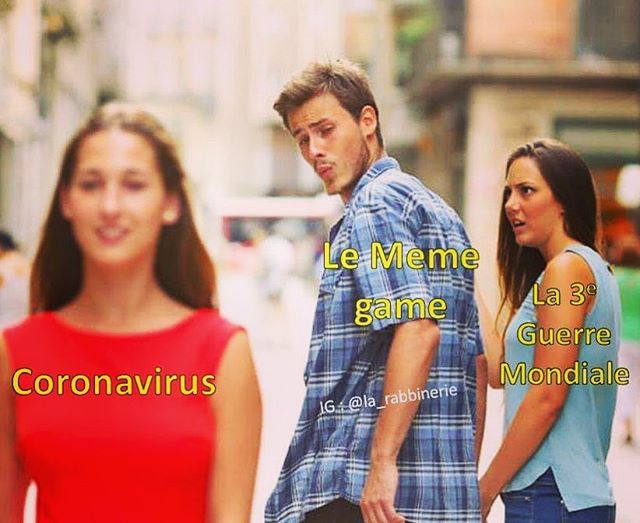 Le Meme
game
La 3e
Guerre
Mondiale
Coronavirus
IG : @la_rabbinerie